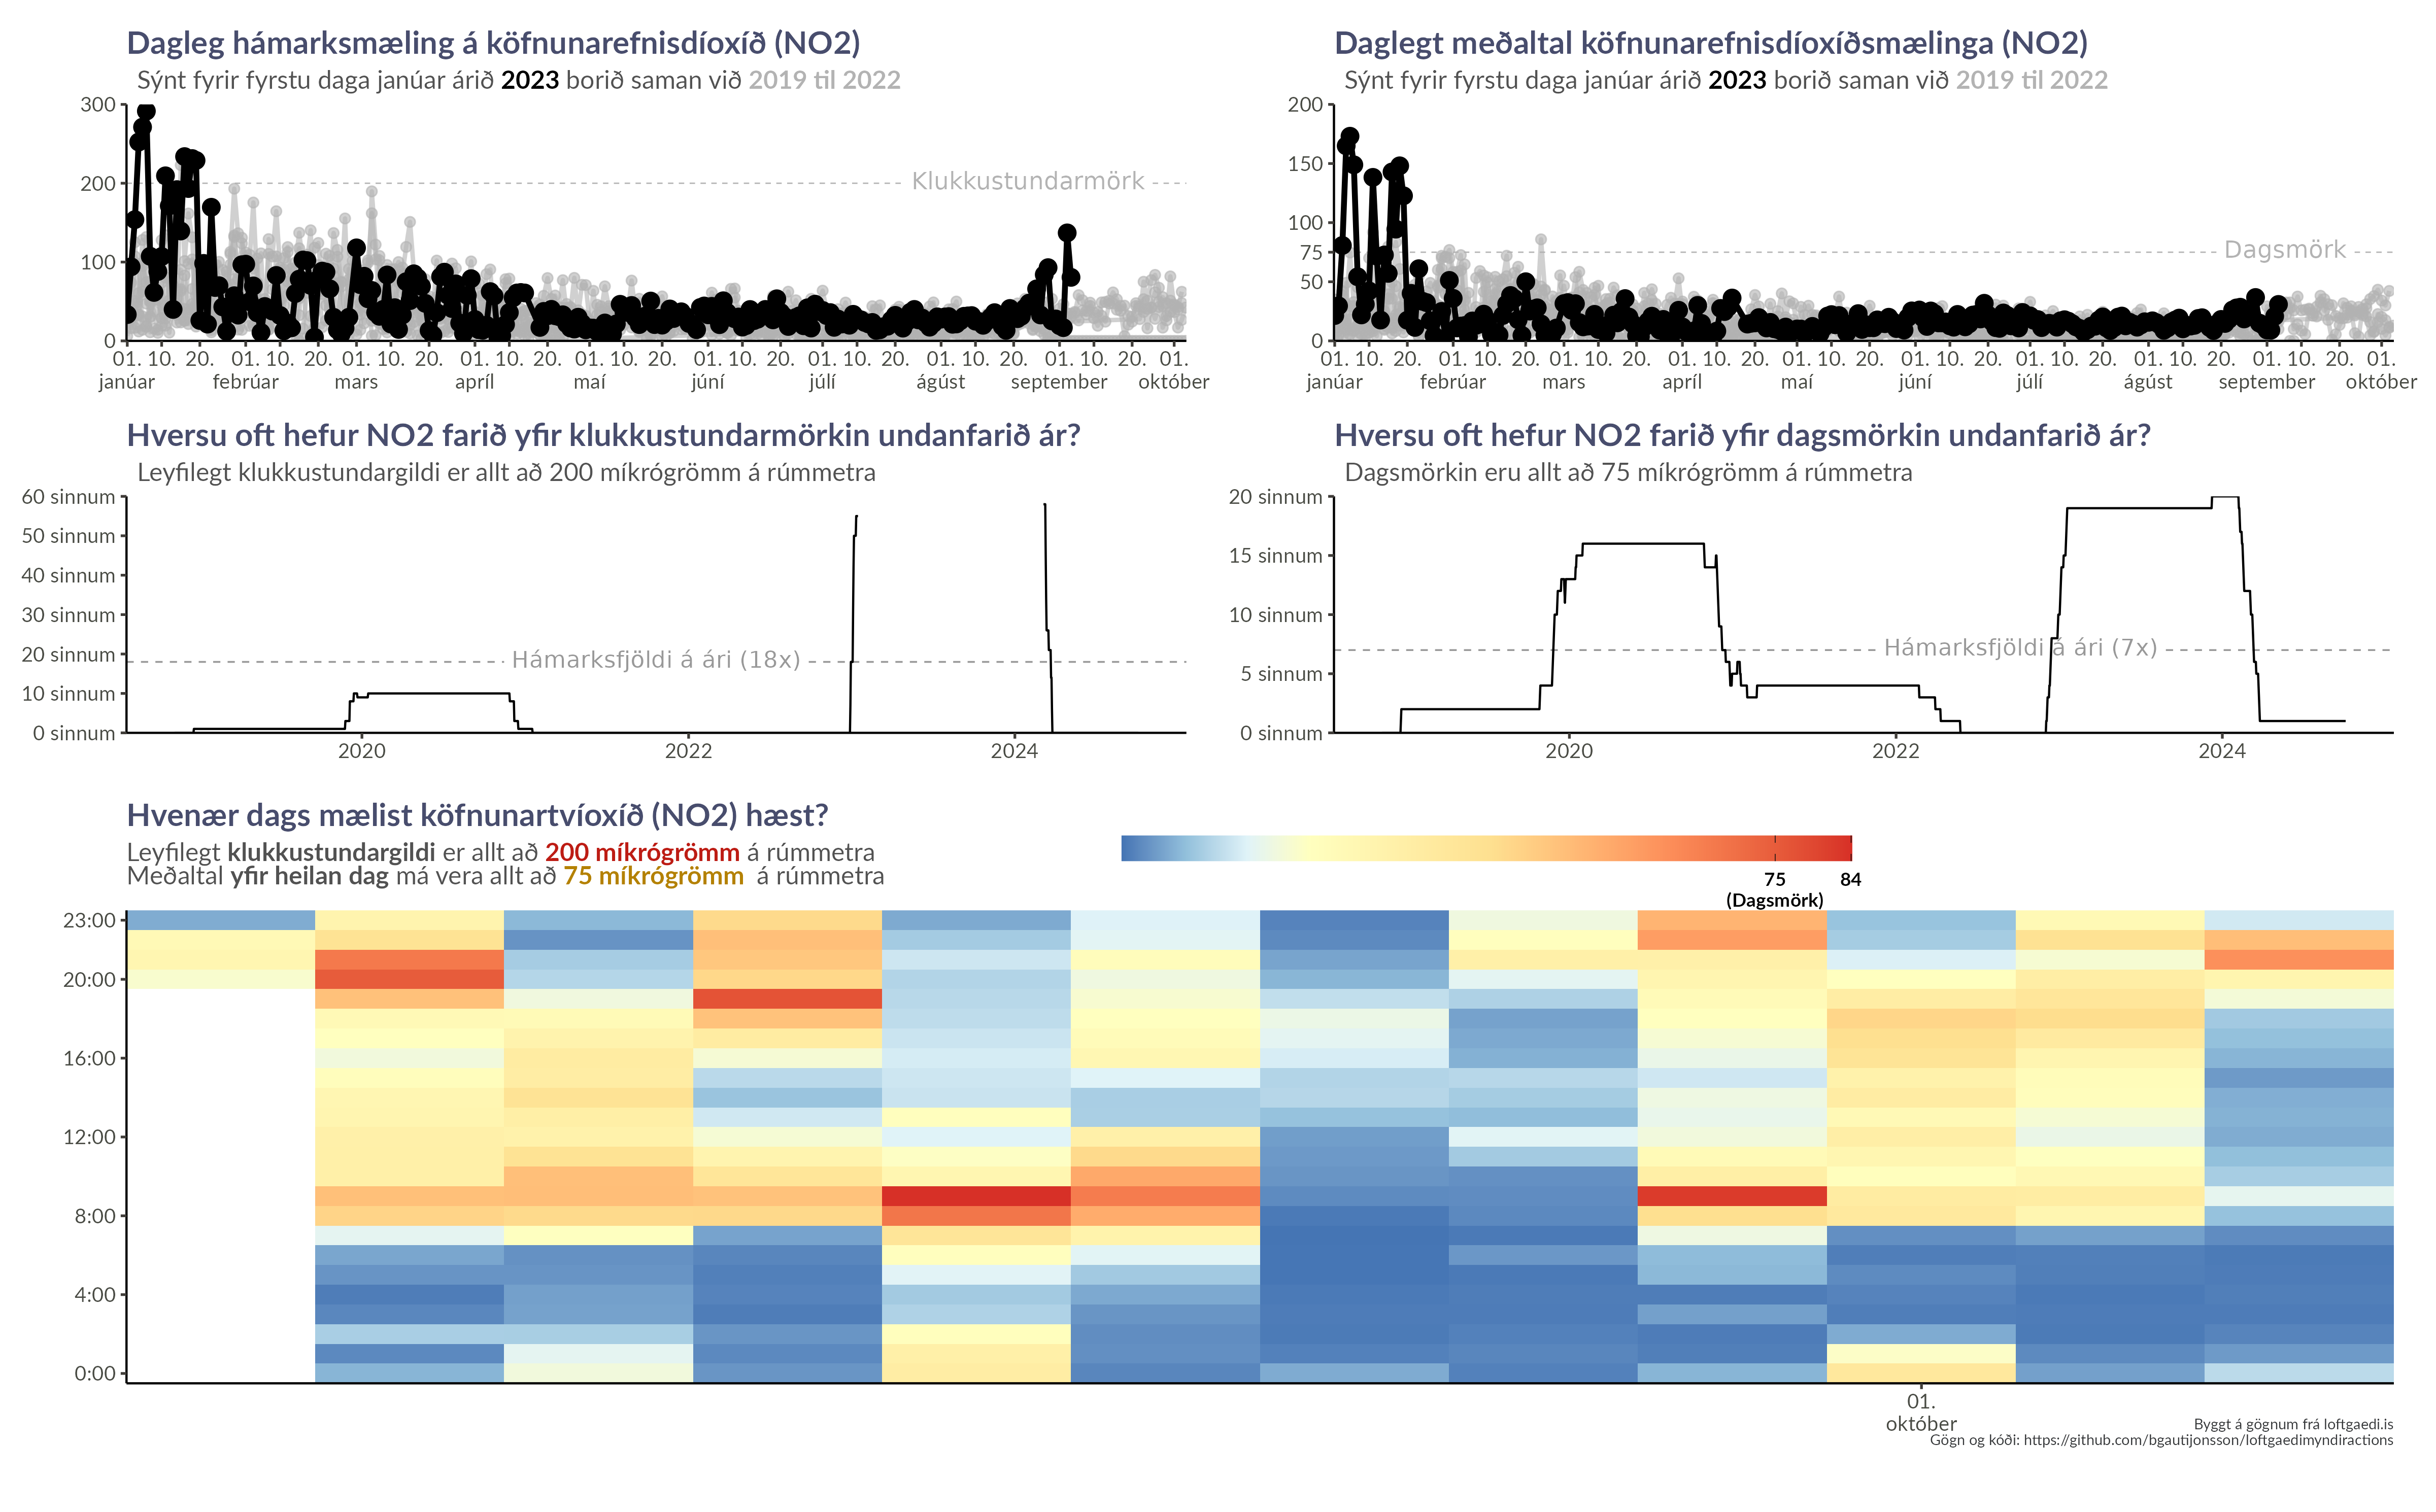 Dagleg hámarksmæling á köfnunarefnisdíoxíð (NO2)
Sýnt fyrir fyrstu daga janúar árið 2023 borið saman við 2019 til 2022
300
200
100
0
Klukkustundarmörk
01. 10. 20. 01. 10. 20. 01. 10. 20. 01. 10. 20. 01. 10. 20. 01. 10. 20. 01. 10. 20. 01. 10. 20. 01. 10. 20. 01.
janúar febrúar mars apríl maí júní júlí ágúst september október
Daglegt meðaltal köfnunarefnisdíoxíðsmælinga (NO2)
Sýnt fyrir fyrstu daga janúar árið 2023 borið saman við 2019 til 2022
200
150
100
75
50
0
Dagsmörk
01. 10. 20. 01. 10. 20. 01. 10. 20. 01. 10. 20. 01. 10. 20. 01. 10. 20. 01. 10. 20. 01. 10. 20. 01. 10. 20. 01.
janúar febrúar mars apríl maí júní júlí ágúst september október
Hversu oft hefur NO2 farið yfir klukkustundarmörkin undanfarið ár?
Leyfilegt klukkustundargildi er allt að 200 míkrógrömm á rúmmetra
60 sinnum
50 sinnum
40 sinnum
30 sinnum
20 sinnum
10 sinnum
0 sinnum
Hámarksfjöldi á ári (18x)
2020 2022 2024
Hversu oft hefur NO2 farið yfir dagsmörkin undanfarið ár?
Dagsmörkin eru allt að 75 míkrógrömm á rúmmetra
20 sinnum
15 sinnum
10 sinnum
5 sinnum
0 sinnum
Hámarksfjöldi á ári (7x)
2020 2022 2024
Hvenær dags mælist köfnunartvíoxíð (NO2) hæst?
Leyfilegt klukkustundargildi er allt að 200 míkrógrömm á rúmmetra
Meðaltal yfir heilan dag má vera allt að 75 míkrógrömm á rúmmetra
75 84
(Dagsmörk)
23:00
20:00
16:00
12:00
8:00
4:00
0:00
01.
október
Byggt á gögnum frá loftgaedi.is
Gögn og kóði: https://github.com/bgautijonsson/loftgaedimyndiractions